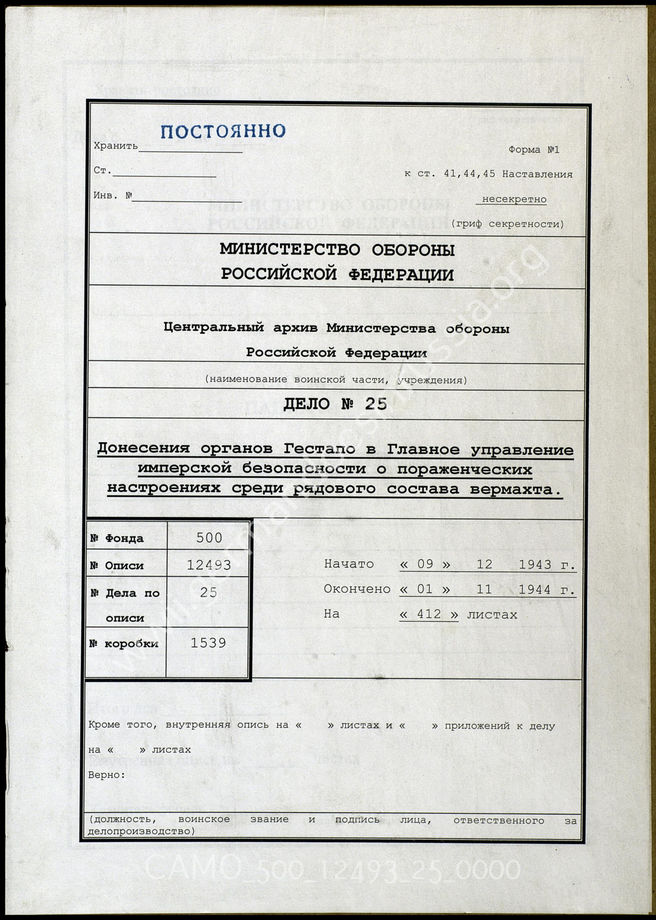 ПОСТОЯННО
Хранить
Форма №1
Ст.
к ст. 41,44,45 Наставления
Инв. №
несекретно
(гриф секретности)
МИНИСТЕРСТВО ОБОРОНЫ
РОССИЙСКОЙ ФЕДЕРАЦИИ
Центральный архив Министерства обороны
Российской Федерации
(наименование воинской части, учреждения)
ДЕЛО № 25
Донесения органов Гестапо в Главное управление
имперской безопасности о пораженческих
настроениях среди рядового состава вермахта.
№ Фонда 500
№ Описи 12493
№ Дела по 25
описи
№ коробки 1539
Начато « 09 » 12 1943 г.
Окончено « 01 » 11 1944 г.
На « 412 » листах
Кроме того, внутренняя опись на « » листах и « » приложений к делу
на « » листах
Верно:
(должность, воинское звание и подпись лица, ответственного за
делопроизводство)
CAMO_500_12493_25_0000